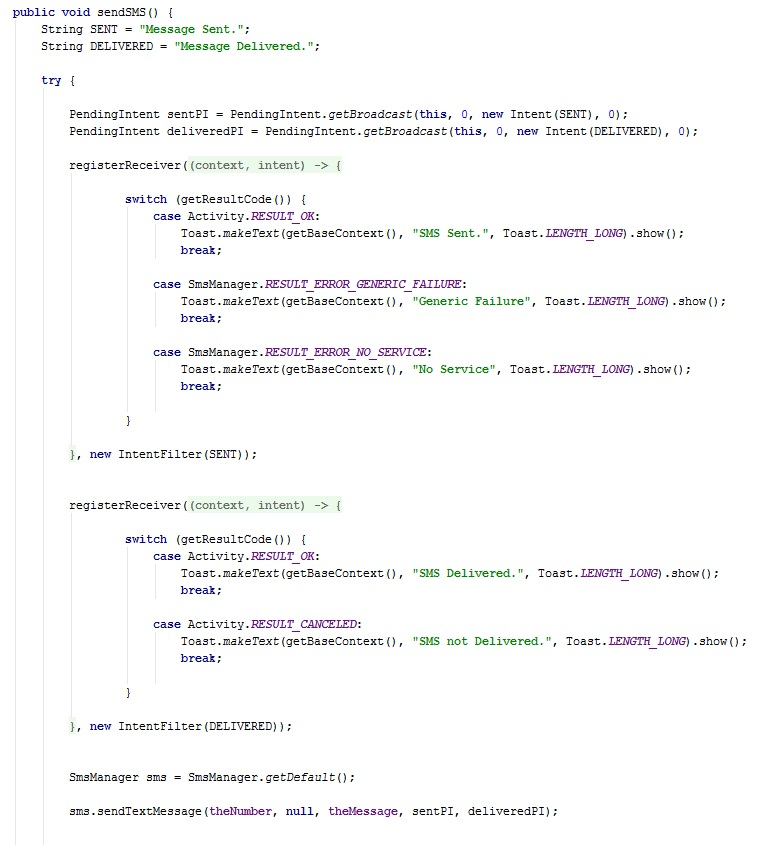 public void sendSMS() {
String SENT = "Message Sent.";
String DELIVERED = "Message Delivered.";
try {
PendingIntent sentPI = PendingIntent.getBroadcast(this, 0, new Intent(SENT), 0);
PendingIntent deliveredPI = PendingIntent.getBroadcast(this, 0, new Intent(DELIVERED), 0);
registerReceiver((context, intent) -> {
switch (getResultCode()) {
case Activity.RESULT_OK:
Toast.makeText(getBaseContext(), "SMS Sent.", Toast.LENGTH_LONG).show();
break;
case SmsManager.RESULT_ERROR_GENERIC_FAILURE:
Toast.makeText(getBaseContext(), "Generic Failure", Toast.LENGTH_LONG).show();
break;
case SmsManager.RESULT_ERROR_NO_SERVICE:
Toast.makeText(getBaseContext(), "No Service", Toast.LENGTH_LONG).show();
break;
}
}, new IntentFilter(SENT));
registerReceiver((context, intent) -> {
switch (getResultCode()) {
case Activity.RESULT_OK:
Toast.makeText(getBaseContext(), "SMS Delivered.", Toast.LENGTH_LONG).show();
break;
case Activity.RESULT_CANCELED:
Toast.makeText(getBaseContext(), "SMS not Delivered.", Toast.LENGTH_LONG).show();
break;
}
}, new IntentFilter(DELIVERED));
SmsManager sms = SmsManager.getDefault();
sms.sendTextMessage(theNumber, null, theMessage, sentPI, deliveredPI);